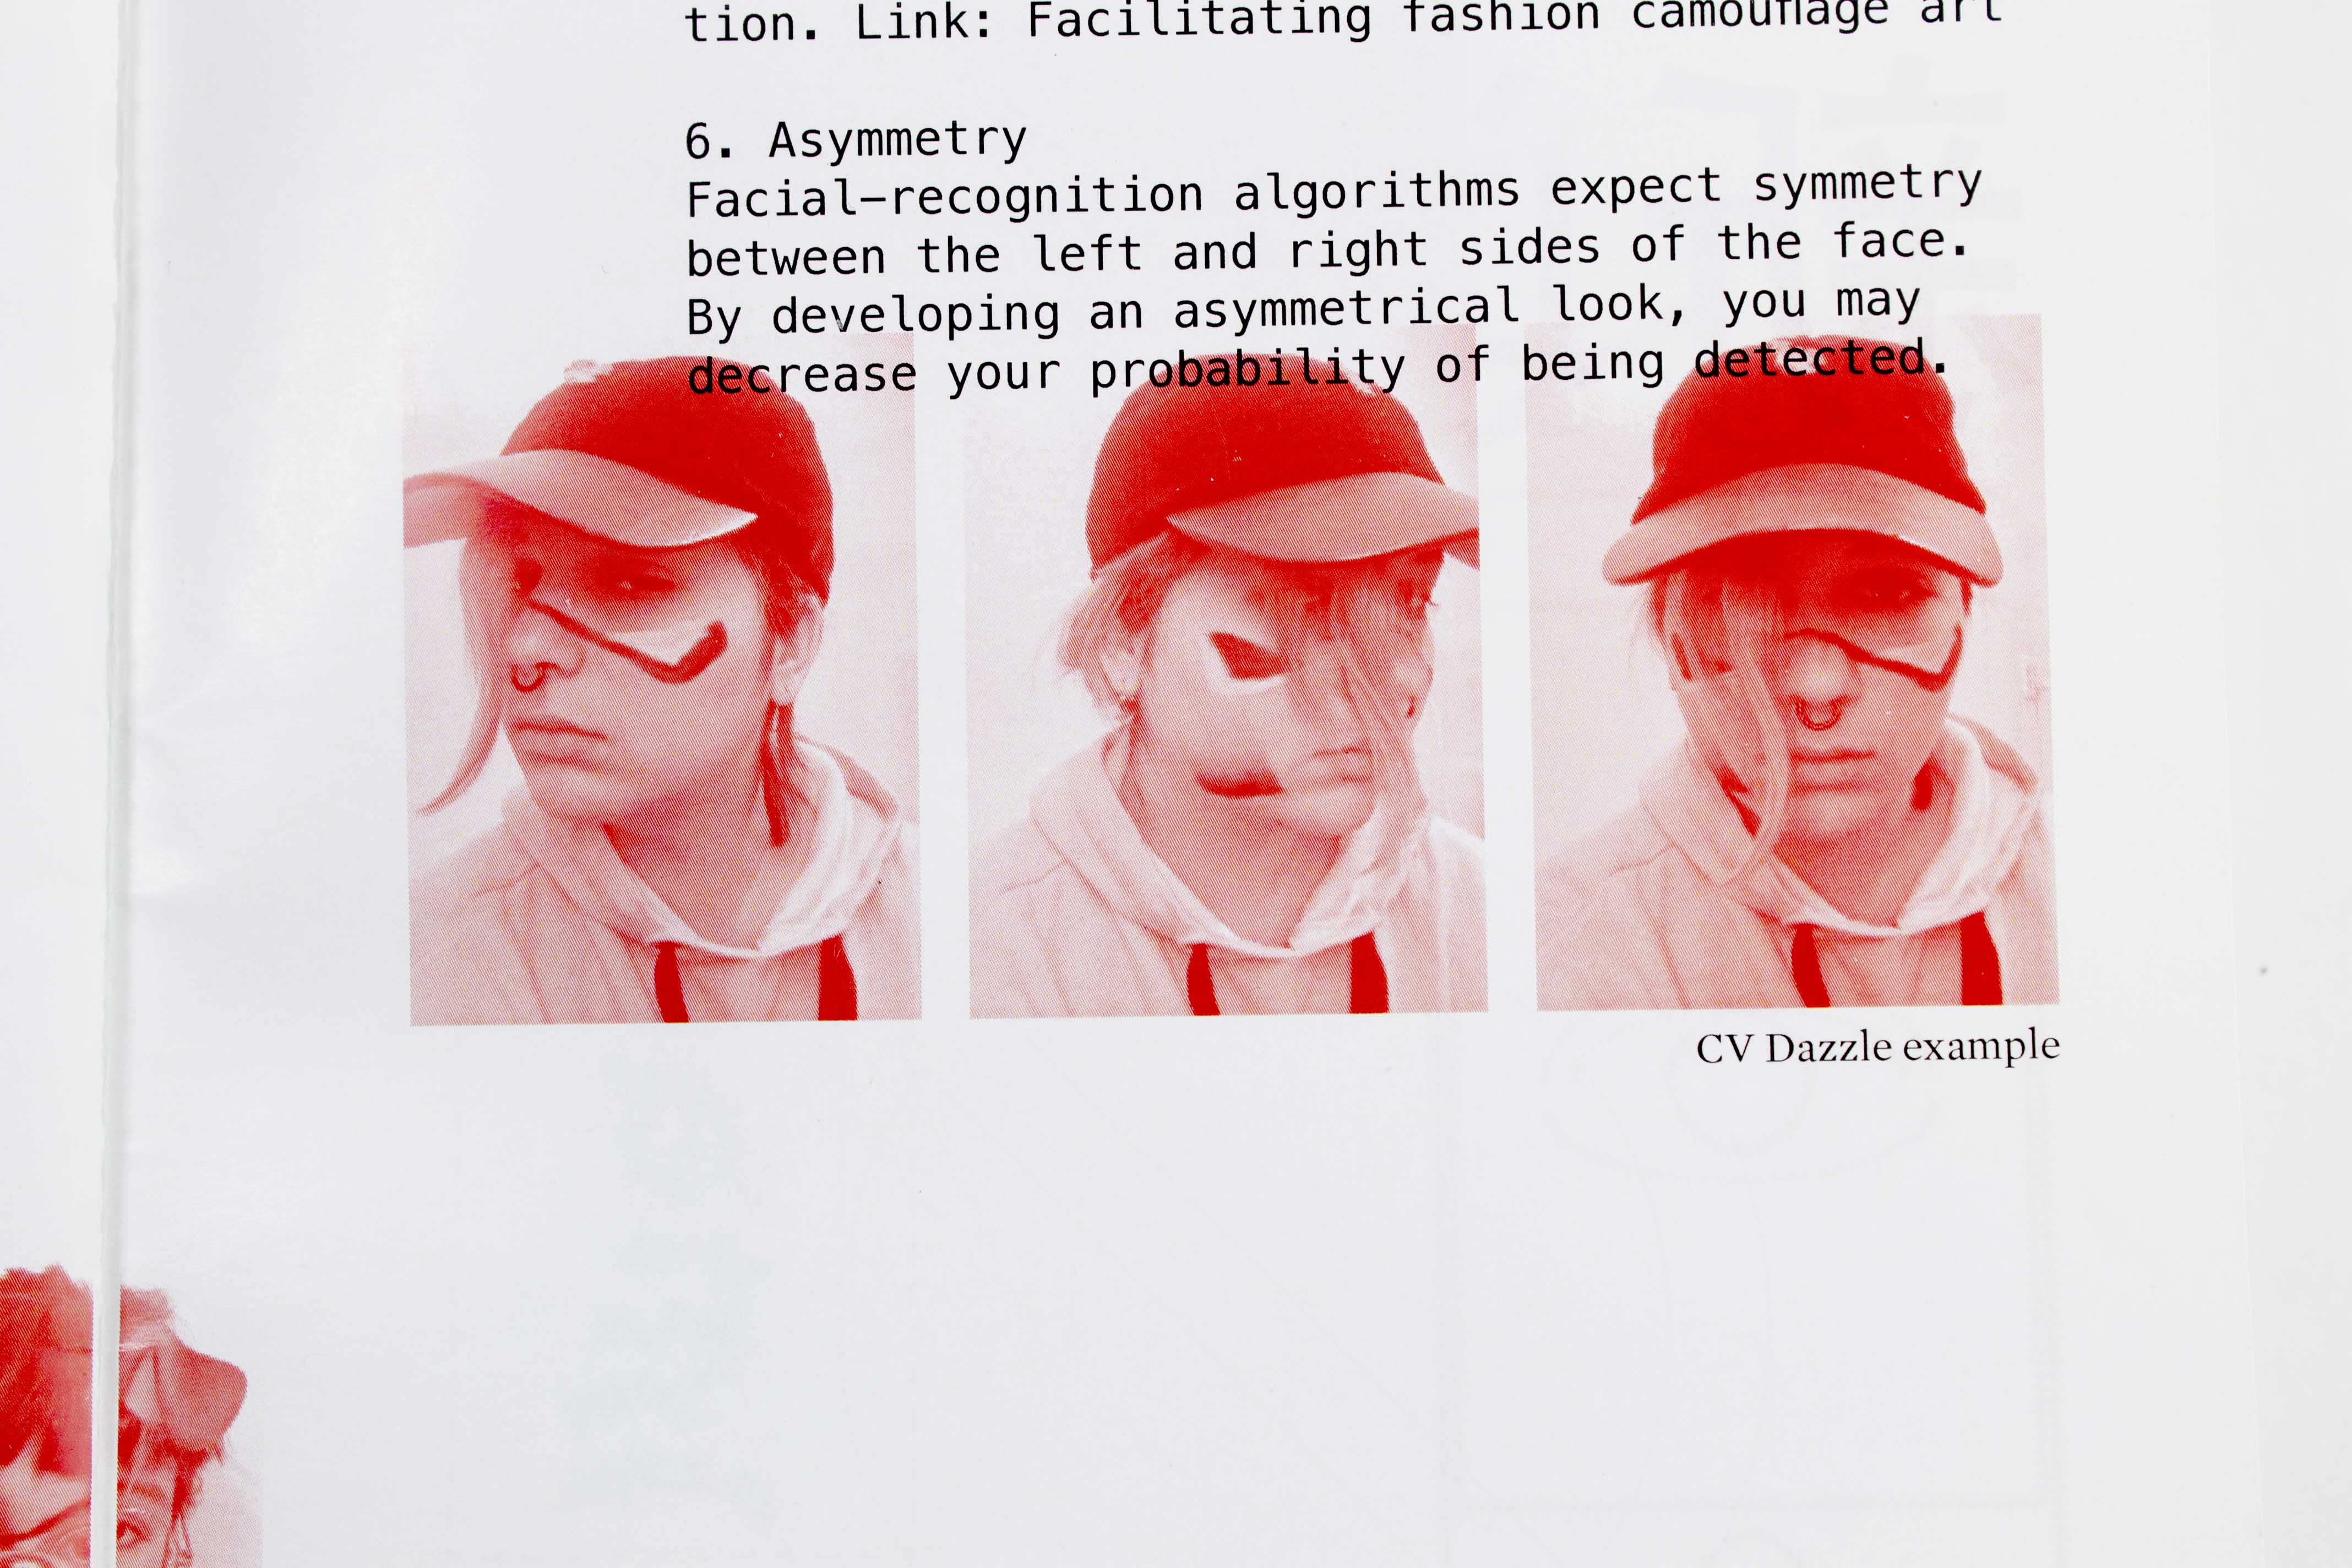 tion. Link: Facilitating fashion camouflage art
6. Asymmetry
Facial-recognition algorithms expect symmetry
between the left and right sides of the face.
By developing an asymmetrical look, you may
decrease your probability of being detected.
CV Dazzle example